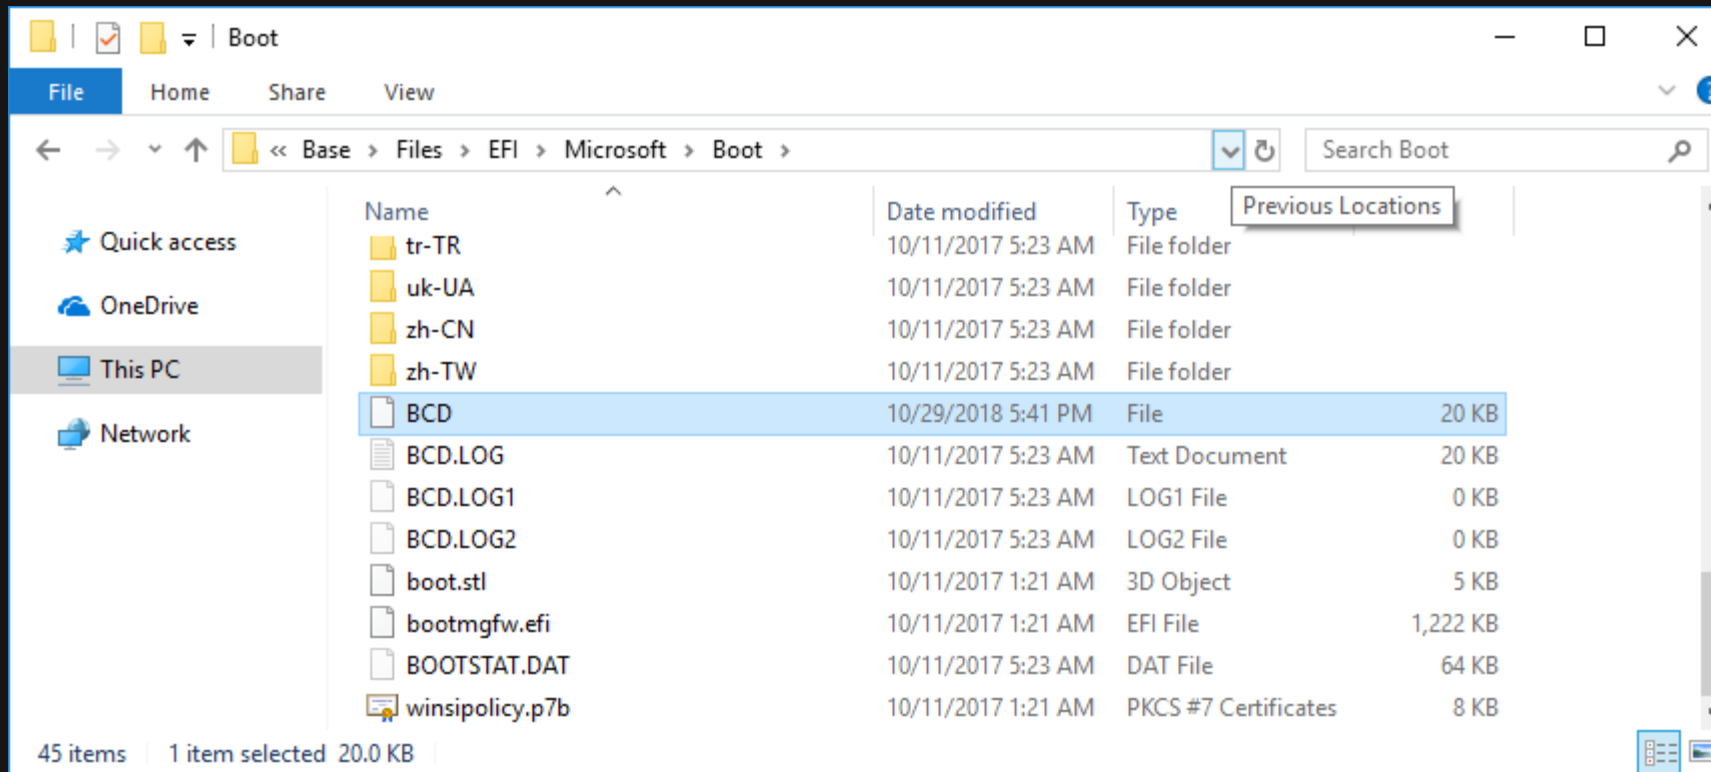 Boot
File Home Share View
« Base > Files > EFI > Microsoft > Boot > Search Boot
Previous Locations
Name Date modified Type
Quick access
OneDrive
This PC
Network
tr-TR 10/11/2017 5:23 AM File folder
uk-UA 10/11/2017 5:23 AM File folder
zh-CN 10/11/2017 5:23 AM File folder
zh-TW 10/11/2017 5:23 AM File folder
BCD 10/29/2018 5:41 PM File 20 KB
BCD.LOG 10/11/2017 5:23 AM Text Document 20 KB
BCD.LOG1 10/11/2017 5:23 AM LOG1 File 0 KB
BCD.LOG2 10/11/2017 5:23 AM LOG2 File 0 KB
boot.stl 10/11/2017 1:21 AM 3D Object 5 KB
bootmgfw.efi 10/11/2017 1:21 AM EFI File 1,222 KB
BOOTSTAT.DAT 10/11/2017 5:23 AM DAT File 64 KB
winsipolicy.p7b 10/11/2017 1:21 AM PKCS #7 Certificates 8 KB
45 items 1 item selected 20.0 KB